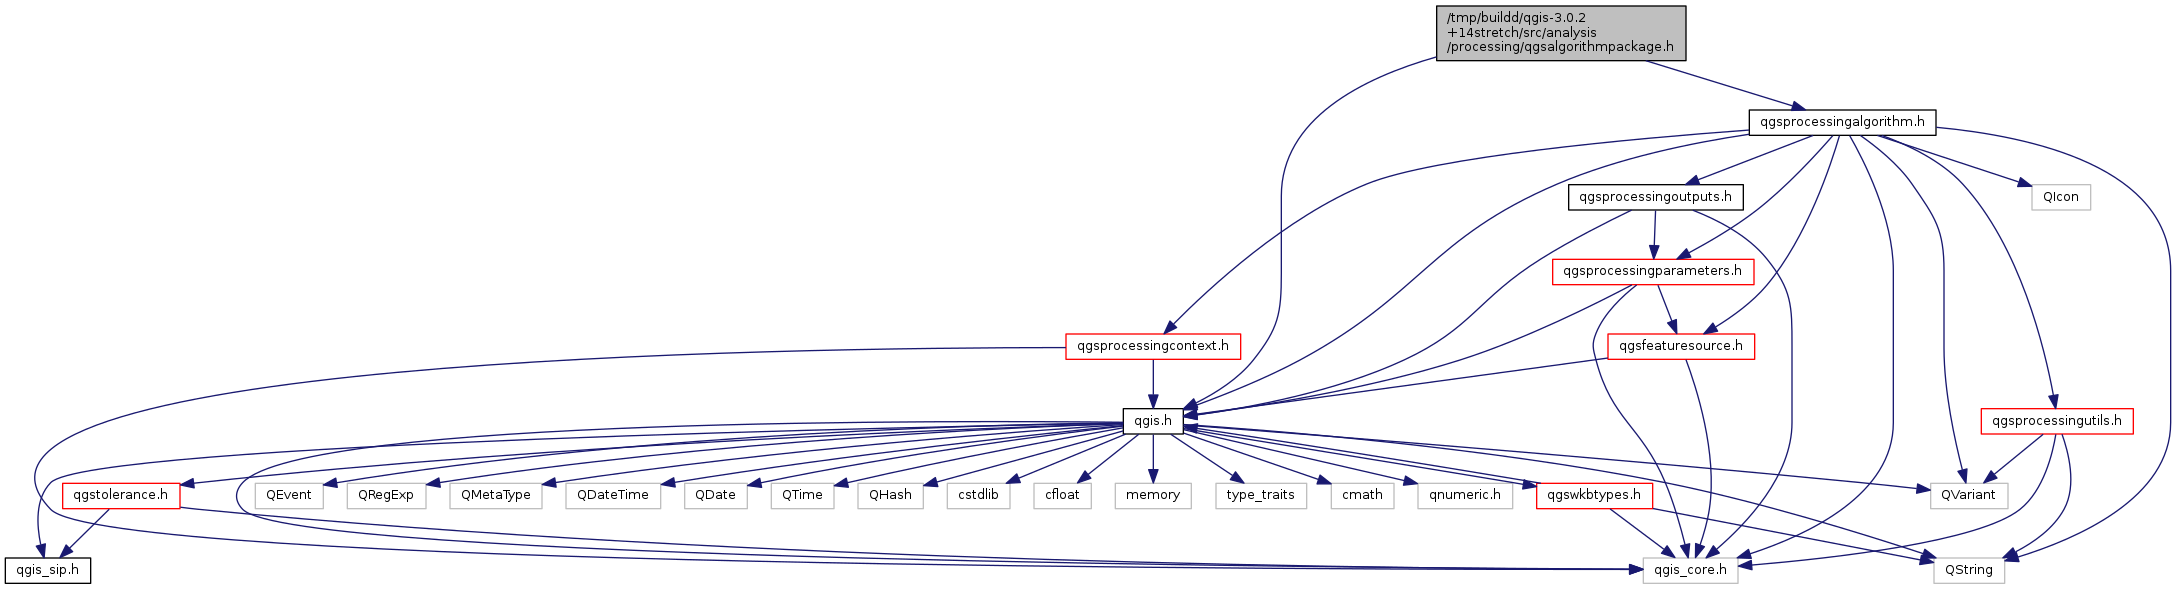 /tmp/buildd/qgis-3.0.2
+14stretch/src/analysis
/processing/qgsalgorithmpackage.h
qgsprocessingalgorithm.h
qgsprocessingoutputs.h
QIcon
qgsprocessingparameters.h
qgsprocessingcontext.h
qgsfeaturesource.h
qgis.h
qgsprocessingutils.h
qgstolerance.h
QEvent
QRegExp
QMetaType
QDateTime
QDate
QTime
QHash
cstdlib
cfloat
memory
type_traits
cmath
qnumeric.h
qgswkbtypes.h
QVariant
qgis_sip.h
qgis_core.h
QString